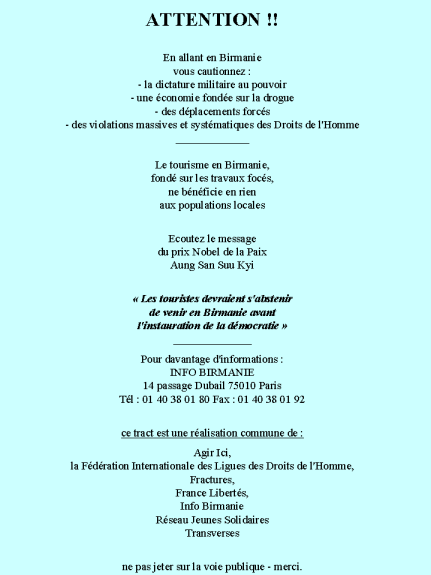 ATTENTION !!
En allant en Birmanie
vous cautionnez :
- la dictature militaire au pouvoir
- une économie fondée sur la drogue
- des déplacements forcés
- des violations massives et systématiques des Droits de l'Homme
Le tourisme en Birmanie,
fondé sur les travaux focés,
ne bénéficie en rien
aux populations locales
Ecoutez le message
du prix Nobel de la Paix
Aung San Suu Kyi
« Les touristes devraient s'abstenir
de venir en Birmanie avant
l'instauration de la démocratie »
Pour davantage d'informations :
INFO BIRMANIE
14 passage Dubail 75010 Paris
Tél : 01 40 38 01 80 Fax : 01 40 38 01 92
ce tract est une réalisation commune de :
Agir Ici,
la Fédération Internationale des Ligues des Droits de l'Homme,
Fractures,
France Libertés,
Info Birmanie
Réseau Jeunes Solidaires
Transverses
ne pas jeter sur la voie publique - merci.